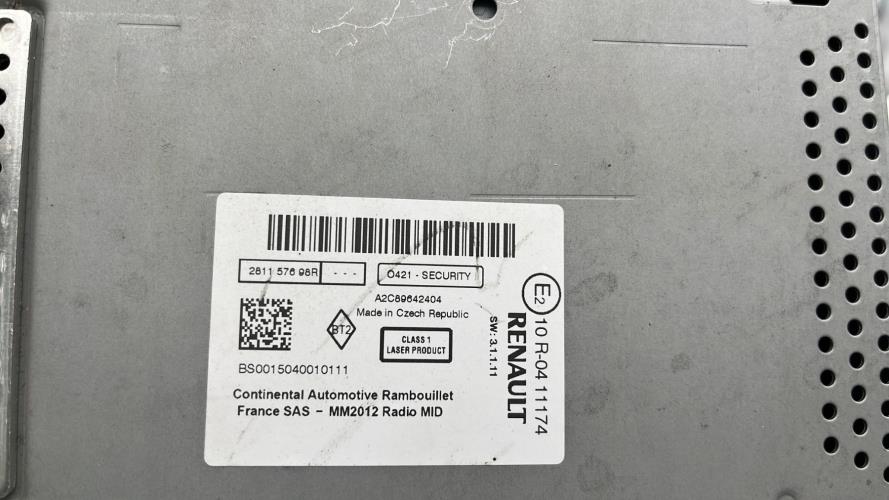 2811 576 98R - - -
O421 - SECURITY
A2C89642404
Made in Czech Republic
BT2
CLASS 1
LASER PRODUCT
BS0015040010111
Continental Automotive Rambouillet
France SAS - MM2012 Radio MID
SW: 3.1.1.11
RENAULT
E2 10 R-04 11174